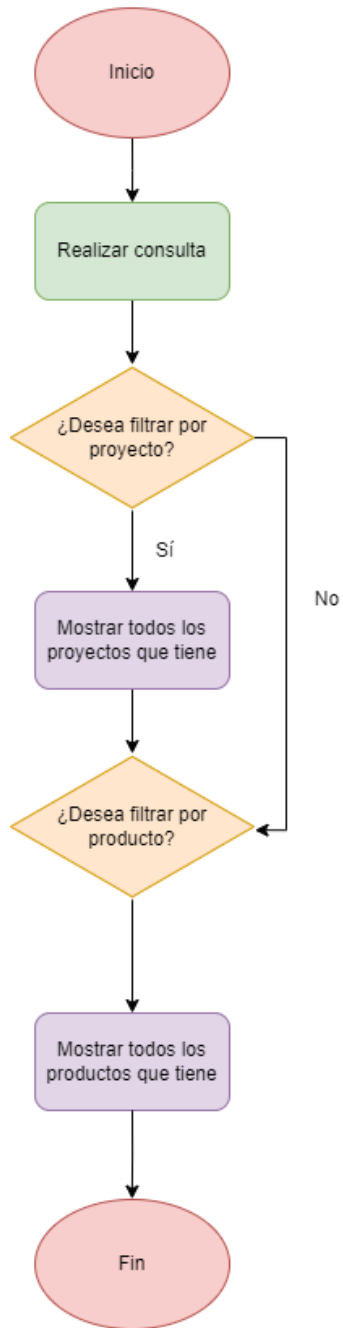 Inicio
Realizar consulta
¿Desea filtrar por
proyecto?
Sí
No
Mostrar todos los
proyectos que tiene
¿Desea filtrar por
producto?
Mostrar todos los
productos que tiene
Fin